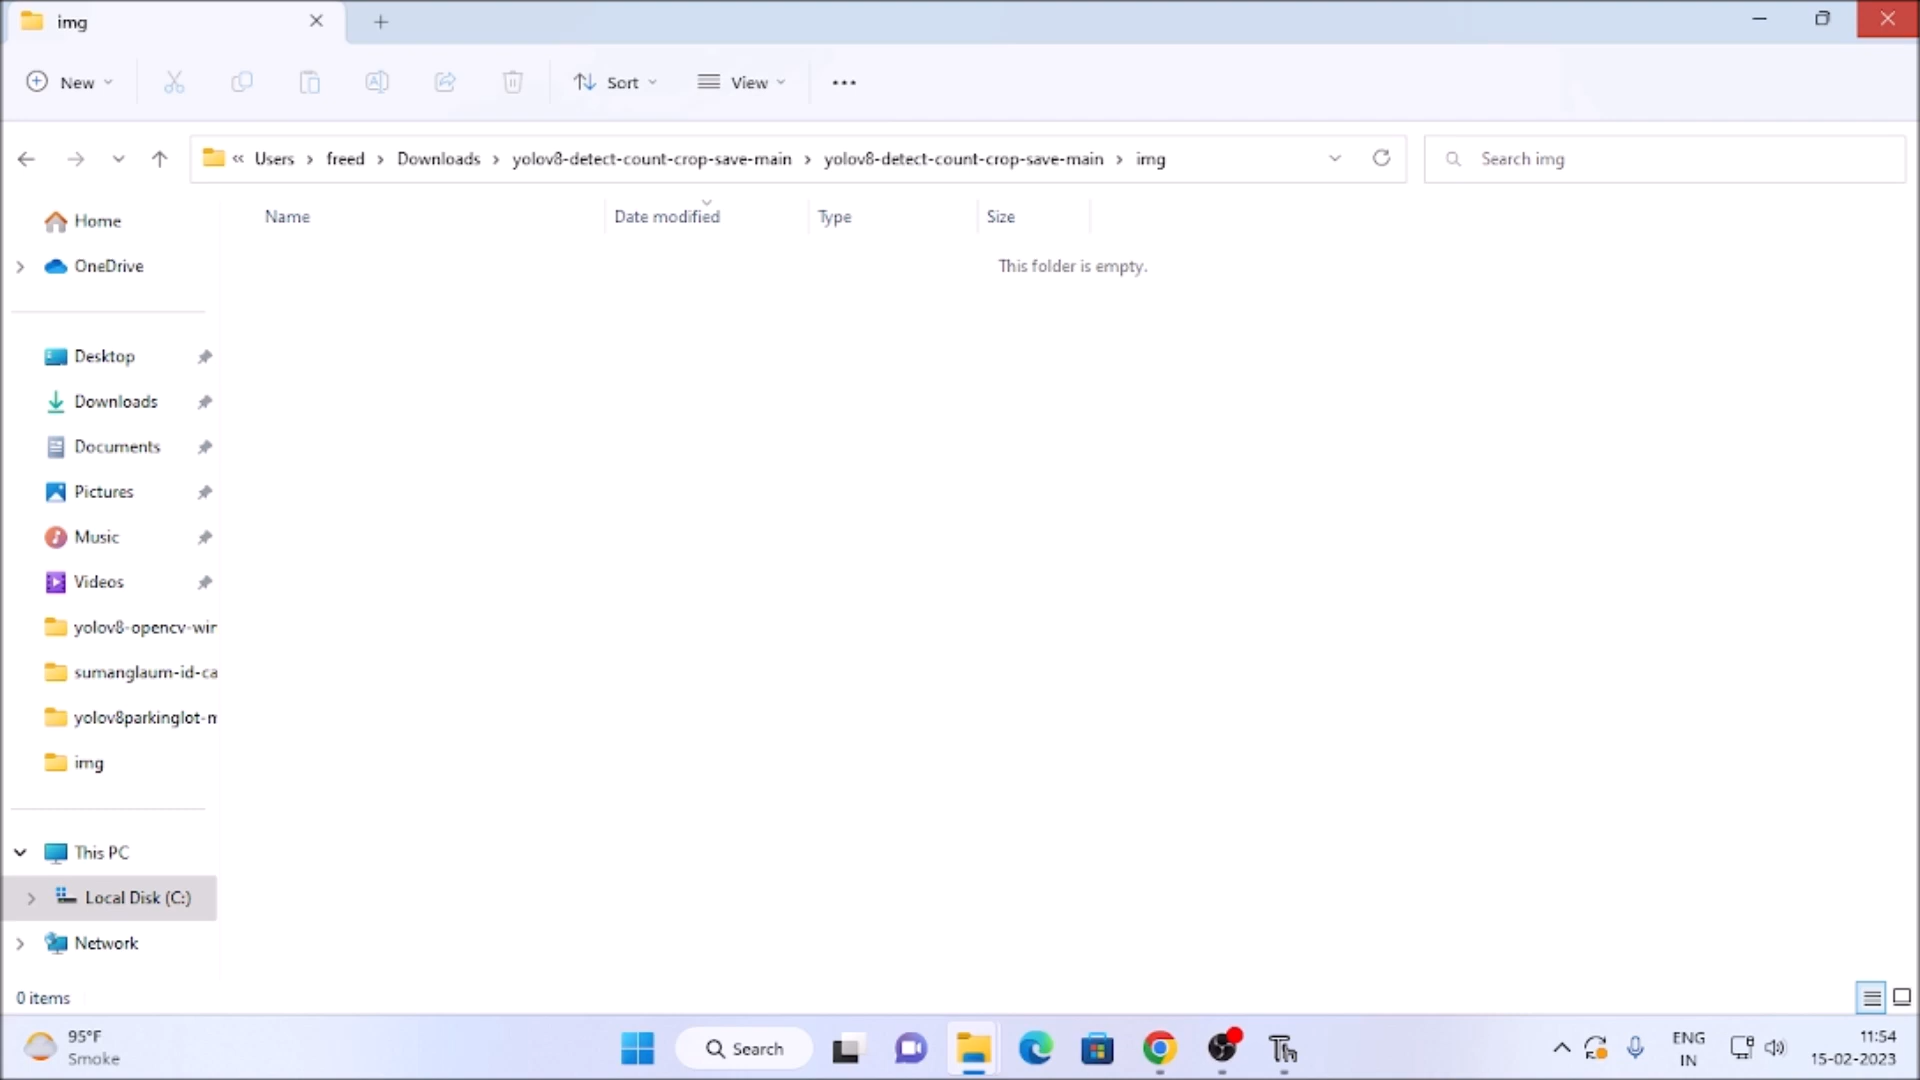 img
New
Sort
View
Users > freed > Downloads > yolov8-detect-count-crop-save-main > yolov8-detect-count-crop-save-main > img
Search img
Name
Date modified
Type
Size
This folder is empty.
Home
OneDrive
Desktop
Downloads
Documents
Pictures
Music
Videos
yolov8-opencv-wir
sumanglaum-id-ca
yolov8parkinglot-m
img
This PC
Local Disk (C:)
Network
0 items
95°F
Smoke
Search
ENG
IN
11:54
15-02-2023